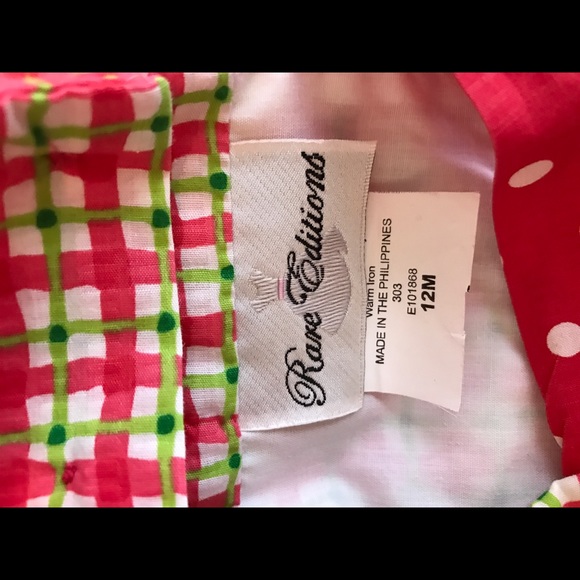 Rare Editions
Warm Iron
303
MADE IN THE PHILIPPINES
E101868
12M